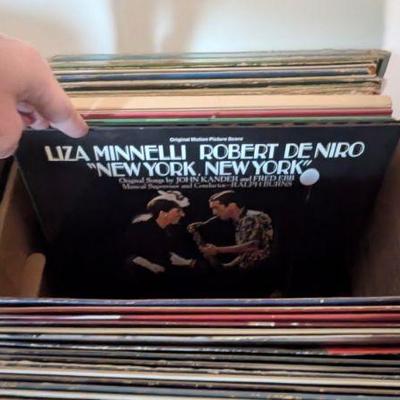 Original Motion Picture Score
LIZA MINNELLI ROBERT DE NIRO
"NEW YORK, NEW YORK"
Original Songs by JOHN KANDER and FRED EBB
Musical Supervisor and Conductor—RALPH BURNS